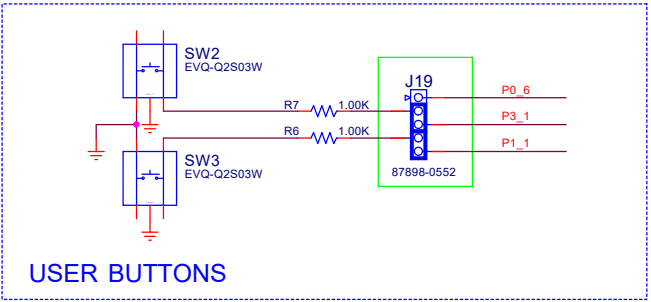 SW2
EVQ-Q2S03W
J19
P0_6
R7 1.00K
P3_1
R6 1.00K
P1_1
SW3
EVQ-Q2S03W
87898-0552
USER BUTTONS